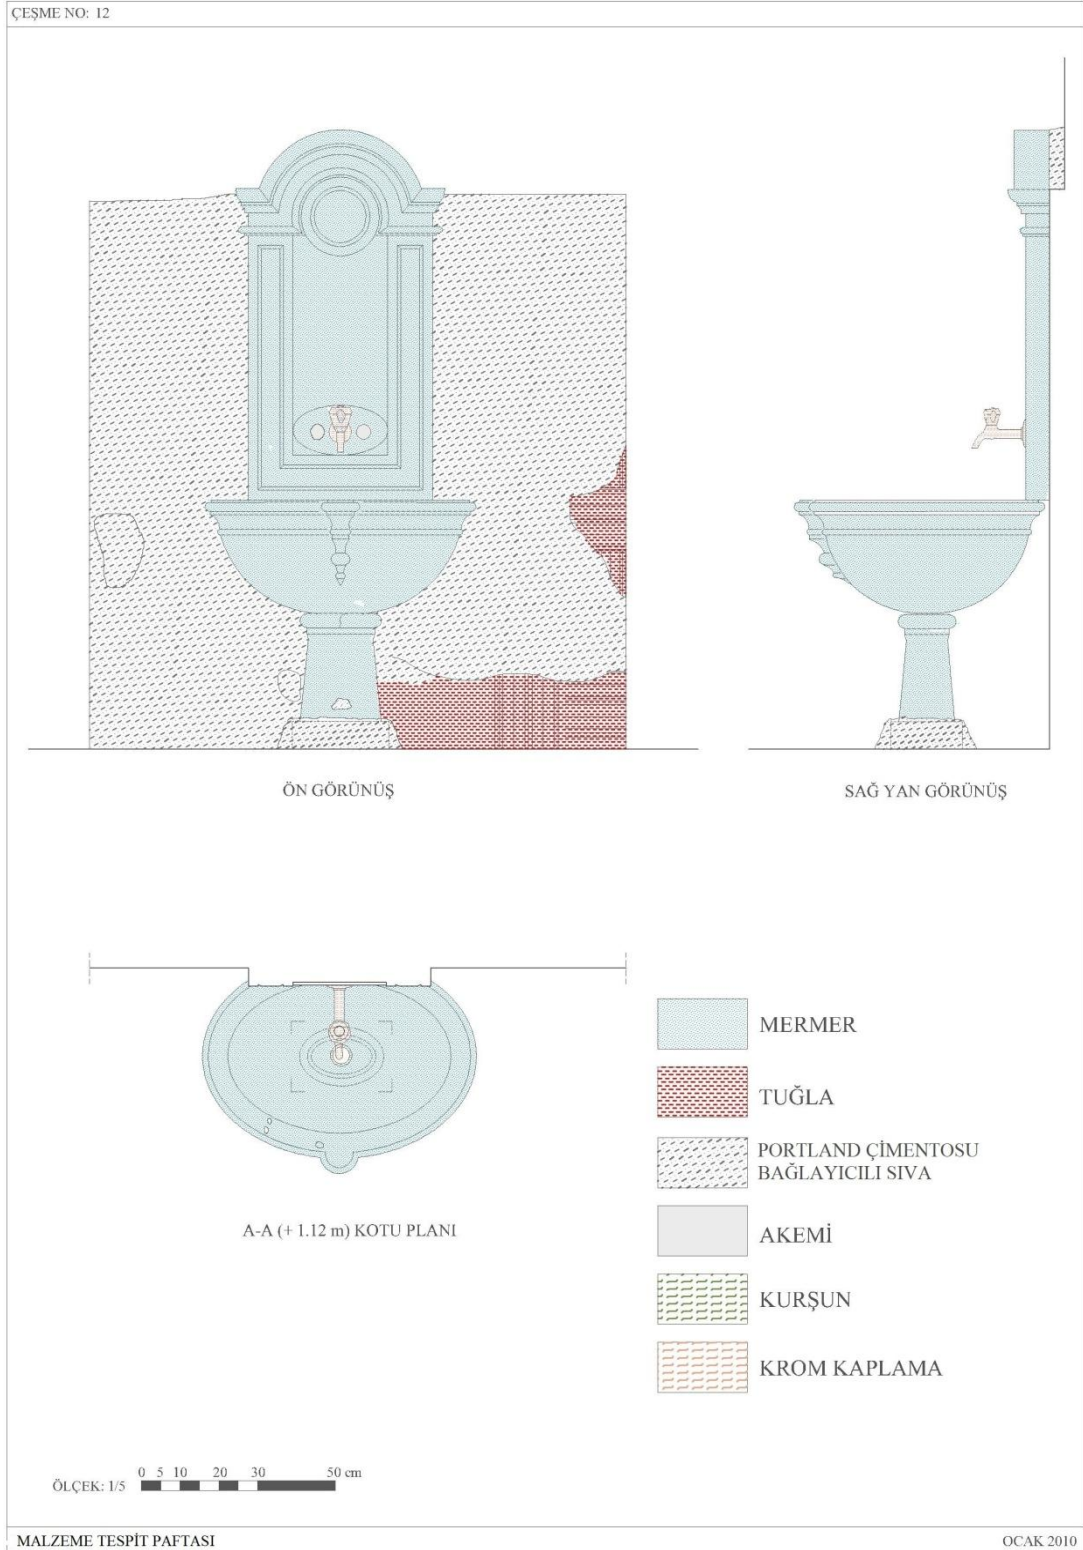 ÇEŞME NO: 12
ÖN GÖRÜNÜŞ
SAĞ YAN GÖRÜNÜŞ
A-A (+ 1.12 m) KOTU PLANI
MERMER
TUĞLA
PORTLAND ÇİMENTOSU
BAĞLAYICILI SIVA
AKEMİ
KURŞUN
KROM KAPLAMA
ÖLÇEK: 1/5
0 5 10 20 30 50 cm
MALZEME TESPİT PAFTASI
OCAK 2010